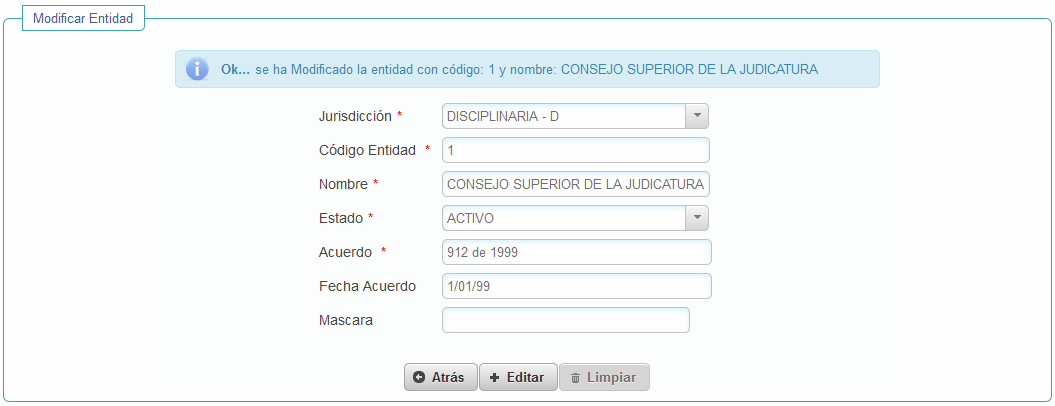 Modificar Entidad
Ok... se ha Modificado la entidad con código: 1 y nombre: CONSEJO SUPERIOR DE LA JUDICATURA
Jurisdicción * DISCIPLINARIA - D
Código Entidad * 1
Nombre * CONSEJO SUPERIOR DE LA JUDICATURA
Estado * ACTIVO
Acuerdo * 912 de 1999
Fecha Acuerdo 1/01/99
Mascara
Atrás Editar Limpiar